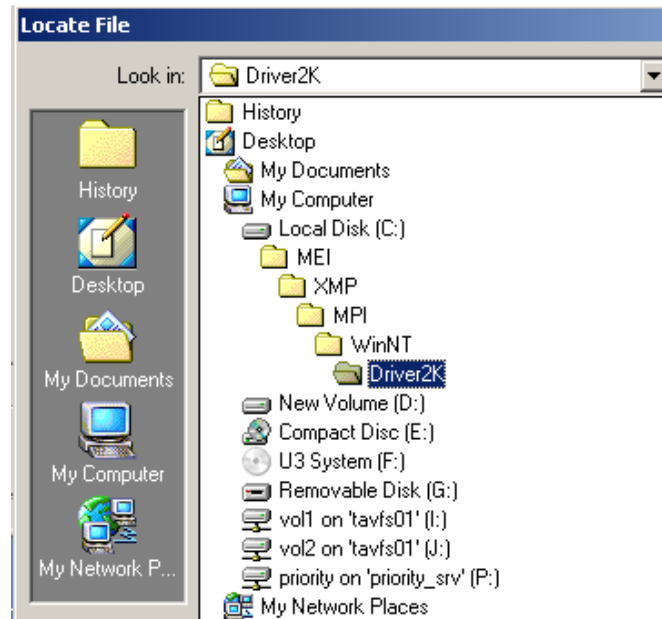 Locate File
Look in:
Driver2K
History
Desktop
My Documents
My Computer
Local Disk (C:)
MEI
XMP
MPI
WinNT
Driver2K
New Volume (D:)
Compact Disc (E:)
U3 System (F:)
Removable Disk (G:)
vol1 on 'tavfs01' (I:)
vol2 on 'tavfs01' (J:)
priority on 'priority_srv' (P:)
My Network Places
History
Desktop
My Documents
My Computer
My Network P...